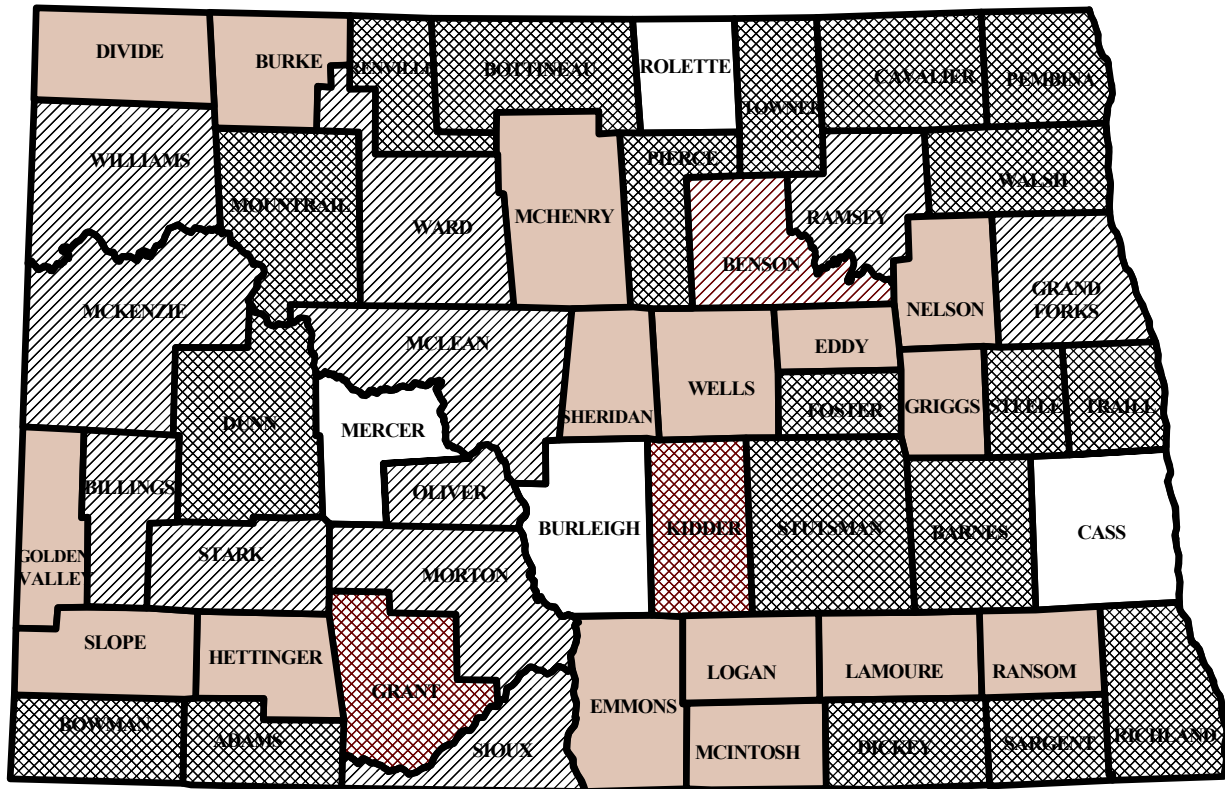 DIVIDE
BURKE
RENVILLE
BOTTINEAU
ROLETTE
TOWNER
CAVALIER
PEMBINA
WILLIAMS
MOUNTRAIL
WARD
MCHENRY
PIERCE
BENSON
RAMSEY
WALSH
MCKENZIE
MCLEAN
NELSON
GRAND
FORKS
DUNN
MERCER
SHERIDAN
WELLS
EDDY
FOSTER
GRIGGS
STEELE
TRAILL
BILLINGS
OLIVER
BURLEIGH
KIDDER
STUTSMAN
BARNES
CASS
GOLDEN
VALLEY
STARK
MORTON
SLOPE
HETTINGER
GRANT
EMMONS
LOGAN
LAMOURE
RANSOM
BOWMAN
ADAMS
SIOUX
MCINTOSH
DICKEY
SARGENT
RICHLAND